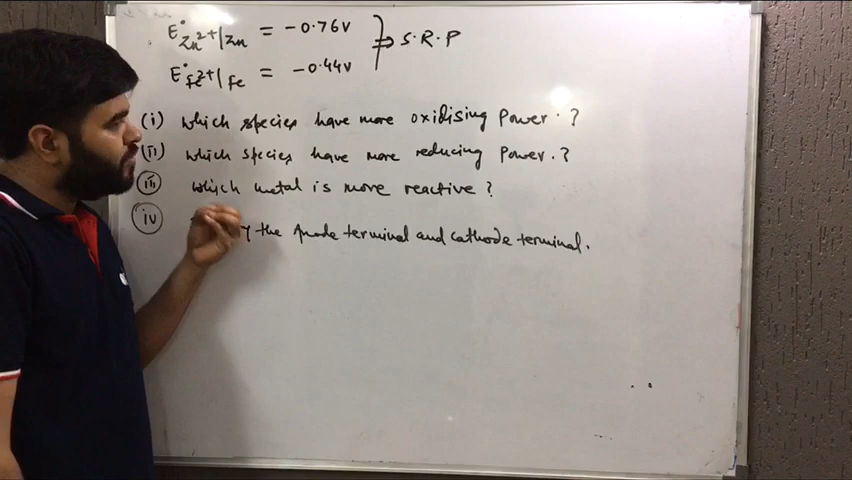 E°Zn²⁺/Zn = -0.76V
E°Fe²⁺/Fe = -0.44V
⇒ S.R.P
(i) which species have more oxidising Power.?
(ii) which species have more reducing Power.?
(iii) which metal is more reactive?
(iv) the Anode terminal and cathode terminal.